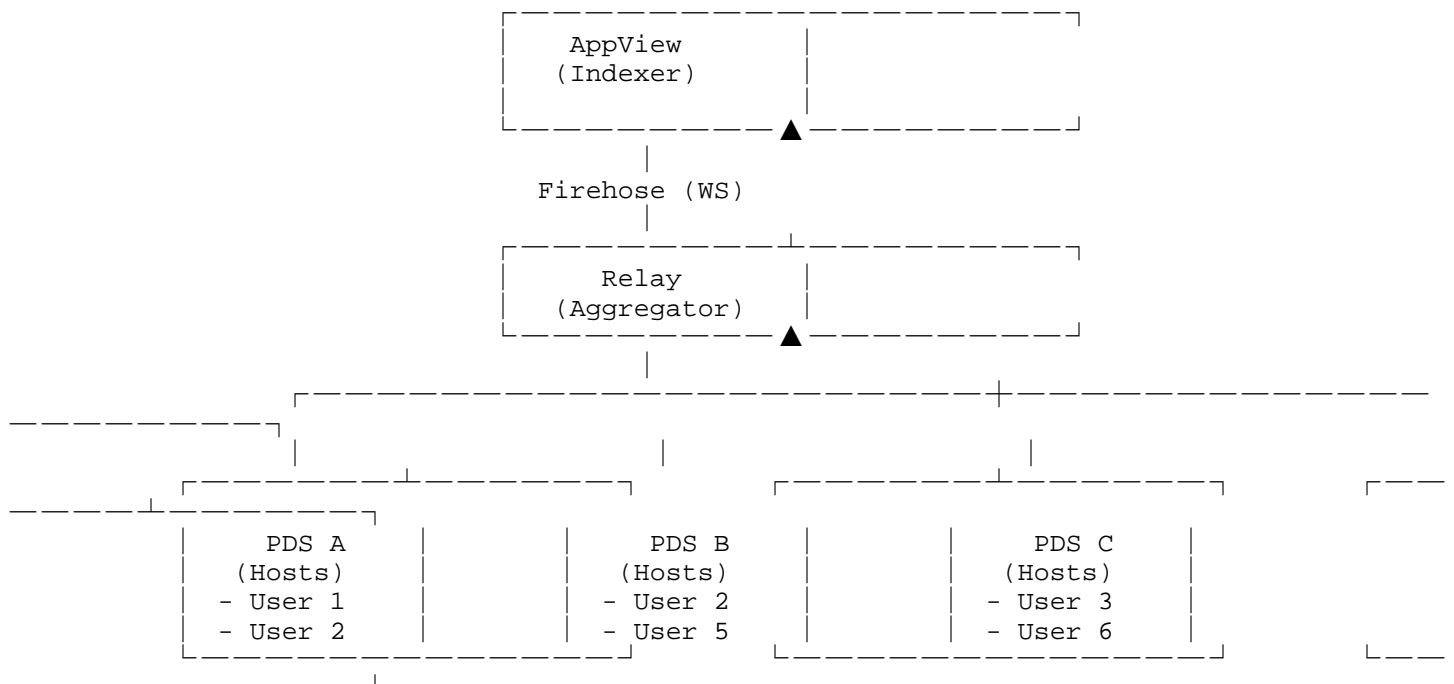 AppView
(Indexer)
Firehose (WS)
Relay
(Aggregator)
PDS A PDS B PDS C
(Hosts) (Hosts) (Hosts)
- User 1 - User 2 - User 3
- User 2 - User 5 - User 6